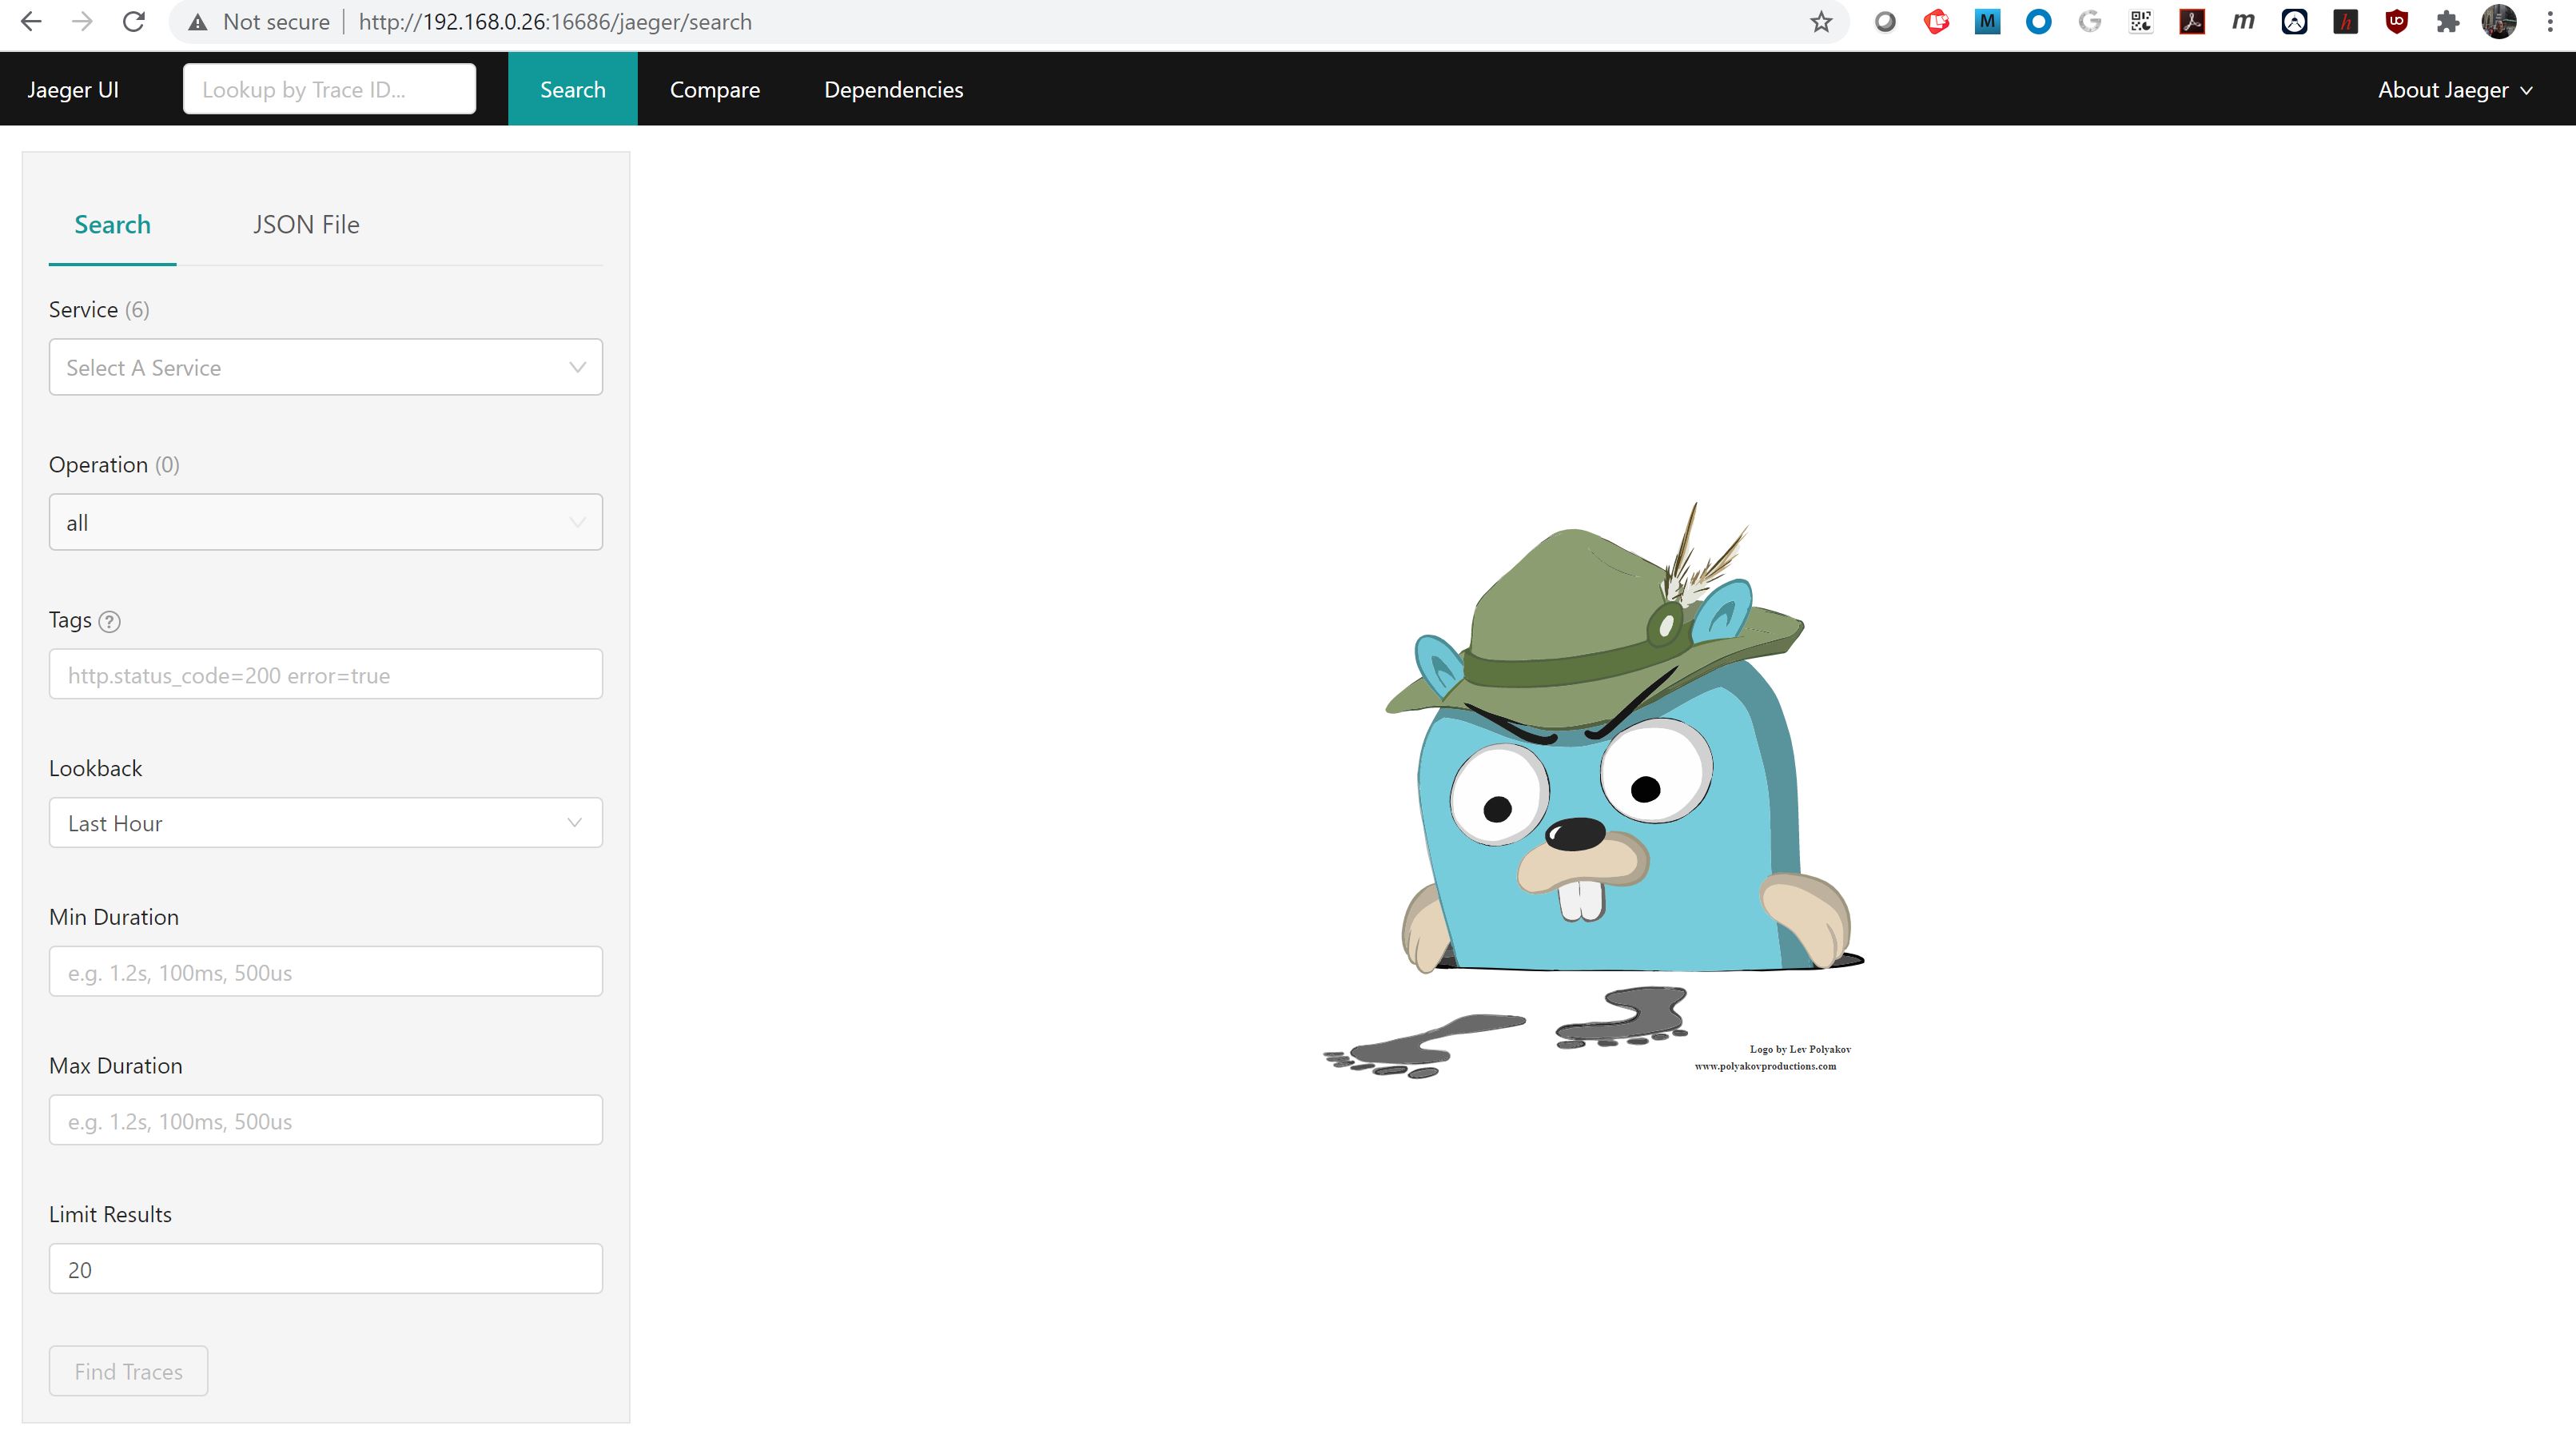 Not secure | http://192.168.0.26:16686/jaeger/search
Jaeger UI
Lookup by Trace ID...
Search
Compare
Dependencies
About Jaeger
Search
JSON File
Service (6)
Select A Service
Operation (0)
all
Tags ?
http.status_code=200 error=true
Lookback
Last Hour
Min Duration
e.g. 1.2s, 100ms, 500us
Max Duration
e.g. 1.2s, 100ms, 500us
Limit Results
20
Find Traces
Logo by Lev Polyakov
www.polyakovproductions.com